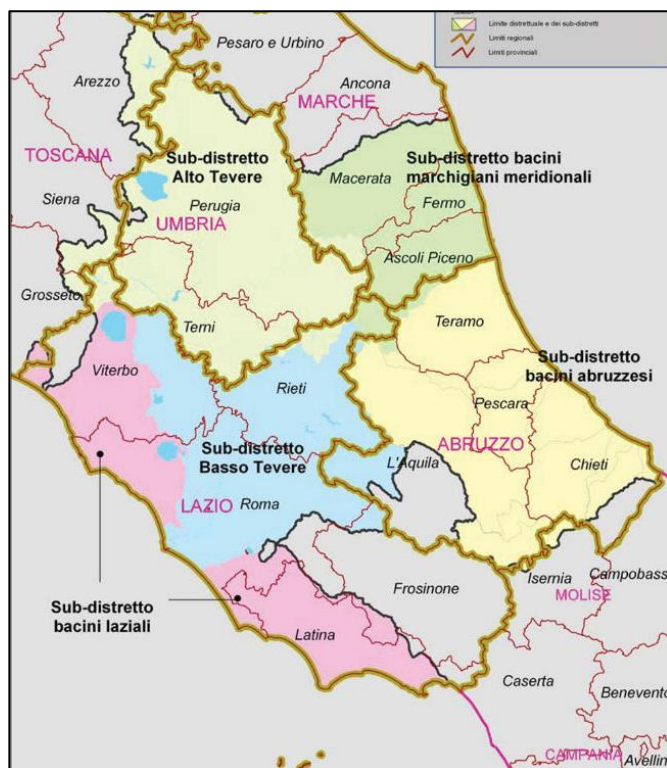 Limite distrettuale e dei sub-distretti
Limiti regionali
Limiti provinciali
Pesaro e Urbino
Arezzo
Ancona
MARCHE
TOSCANA
Sub-distretto
Alto Tevere
Sub-distretto bacini
marchigiani meridionali
Macerata
Siena
Perugia
Fermo
UMBRIA
Ascoli Piceno
Grosseto
Terni
Teramo
Viterbo
Rieti
Sub-distretto
bacini abruzzesi
Pescara
Sub-distretto
Basso Tevere
ABRUZZO
L'Aquila
Chieti
LAZIO
Roma
Isernia
Campobass
Frosinone
MOLISE
Sub-distretto
bacini laziali
Latina
Caserta
Benevento
CAMPANIA
Avellin